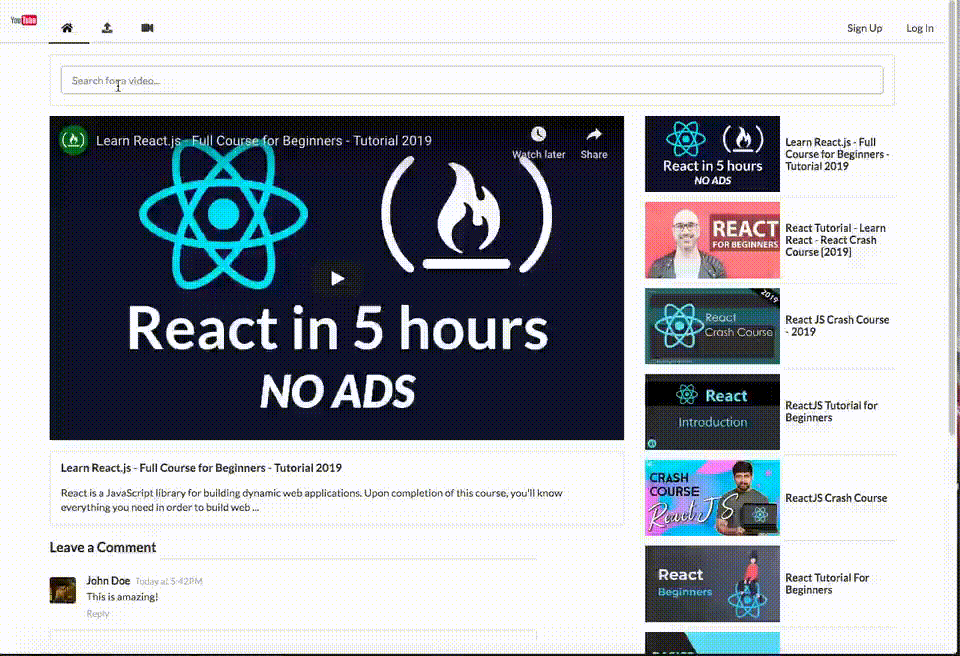 YouTube
Sign Up
Log In
Search for a video...
Learn React.js - Full Course for Beginners - Tutorial 2019
Watch later
Share
React in 5 hours
NO ADS
React in 5 hours
NO ADS
Learn React.js - Full
Course for Beginners -
Tutorial 2019
REACT
FOR BEGINNERS
React Tutorial - Learn
React - React Crash
Course [2019]
2019
React
Crash Course
React JS Crash Course
- 2019
React
Introduction
ReactJS Tutorial for
Beginners
CRASH
COURSE
React JS
ReactJS Crash Course
React
Beginners
React Tutorial For
Beginners
Learn React.js - Full Course for Beginners - Tutorial 2019
React is a JavaScript library for building dynamic web applications. Upon completion of this course, you'll know
everything you need in order to build web ...
Leave a Comment
John Doe Today at 5:42PM
This is amazing!
Reply